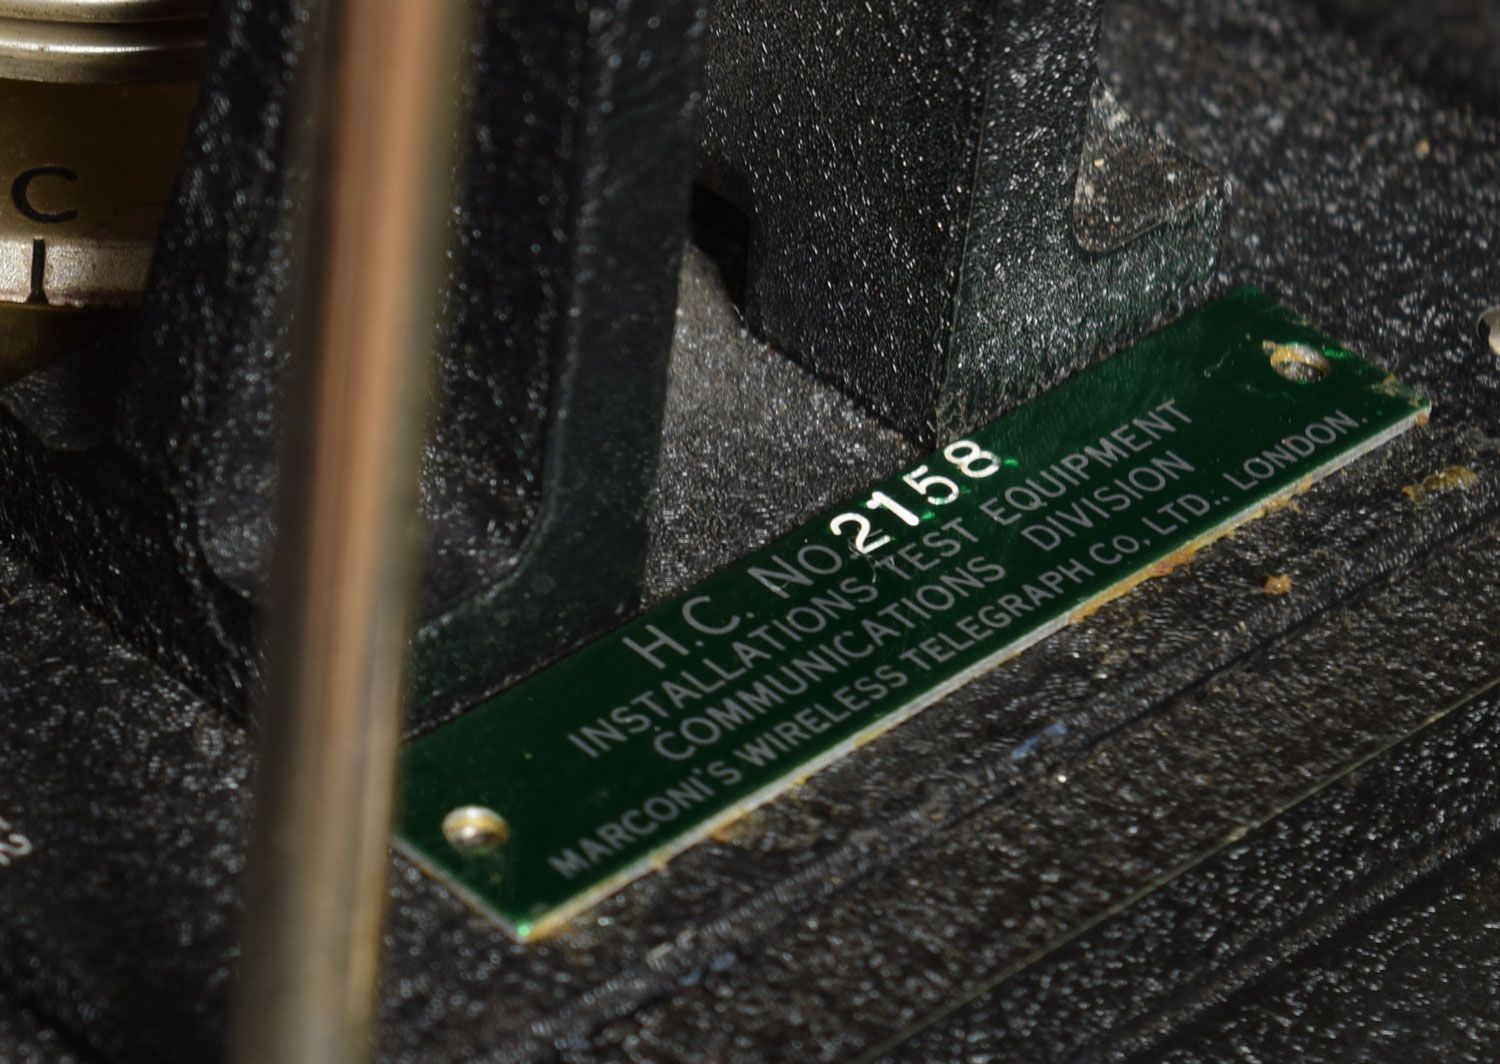 C
H.C. NO. 2158
INSTALLATIONS-TEST EQUIPMENT
COMMUNICATIONS DIVISION
MARCONI'S WIRELESS TELEGRAPH CO. LTD., LONDON.